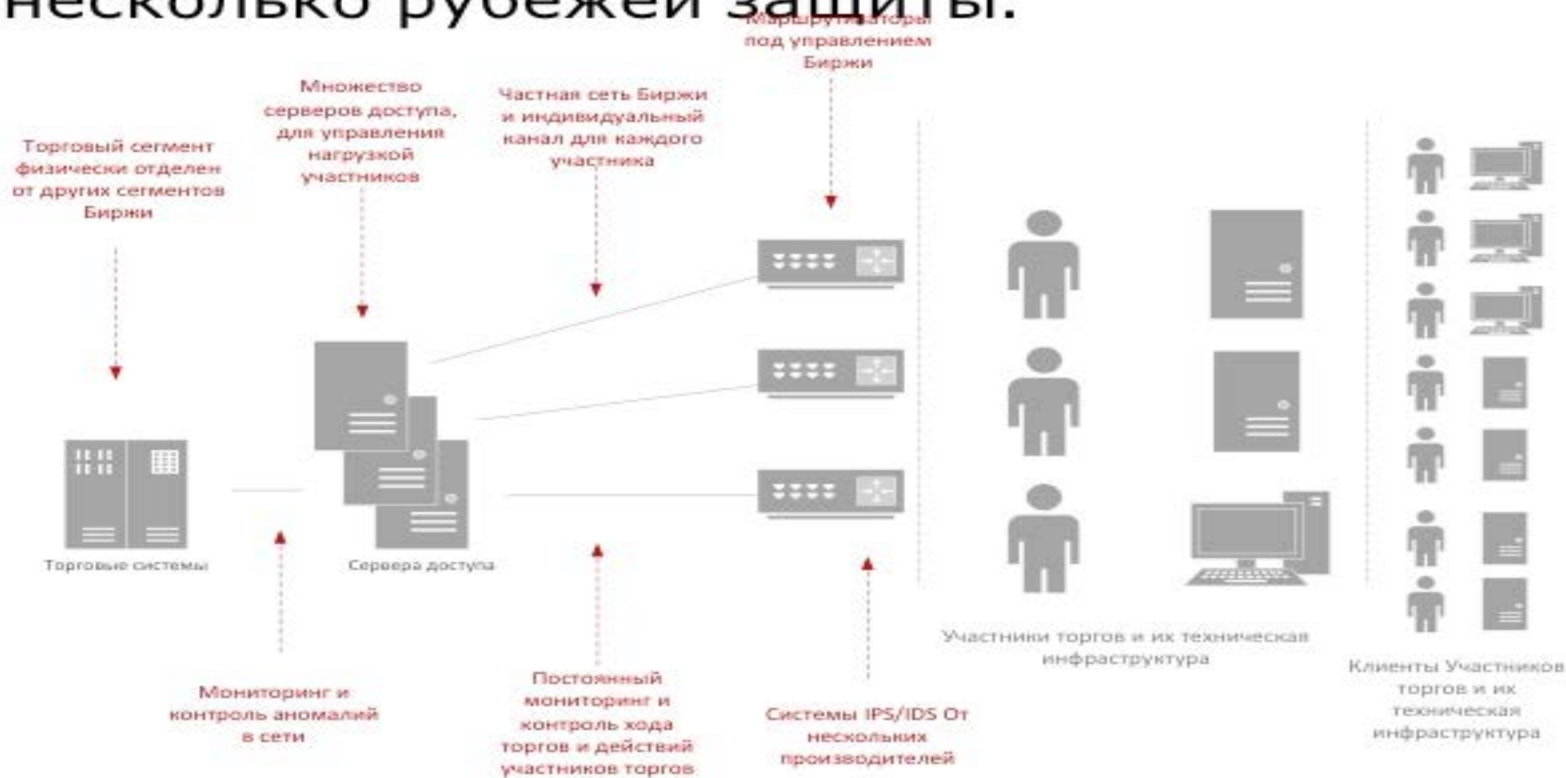 несколько рубежей защиты.
Маршрутизаторы
под управлением
Биржи
Множество
серверов доступа,
для управления
нагрузкой
участников
Частная сеть Биржи
и индивидуальный
канал для каждого
участника
Торговый сегмент
физически отделен
от других сегментов
Биржи
Торговые системы
Сервера доступа
Участники торгов и их техническая
инфраструктура
Клиенты Участников
торгов и их
техническая
инфраструктура
Мониторинг и
контроль аномалий
в сети
Постоянный
мониторинг и
контроль хода
торгов и действий
участников торгов
Системы IPS/IDS От
нескольких
производителей